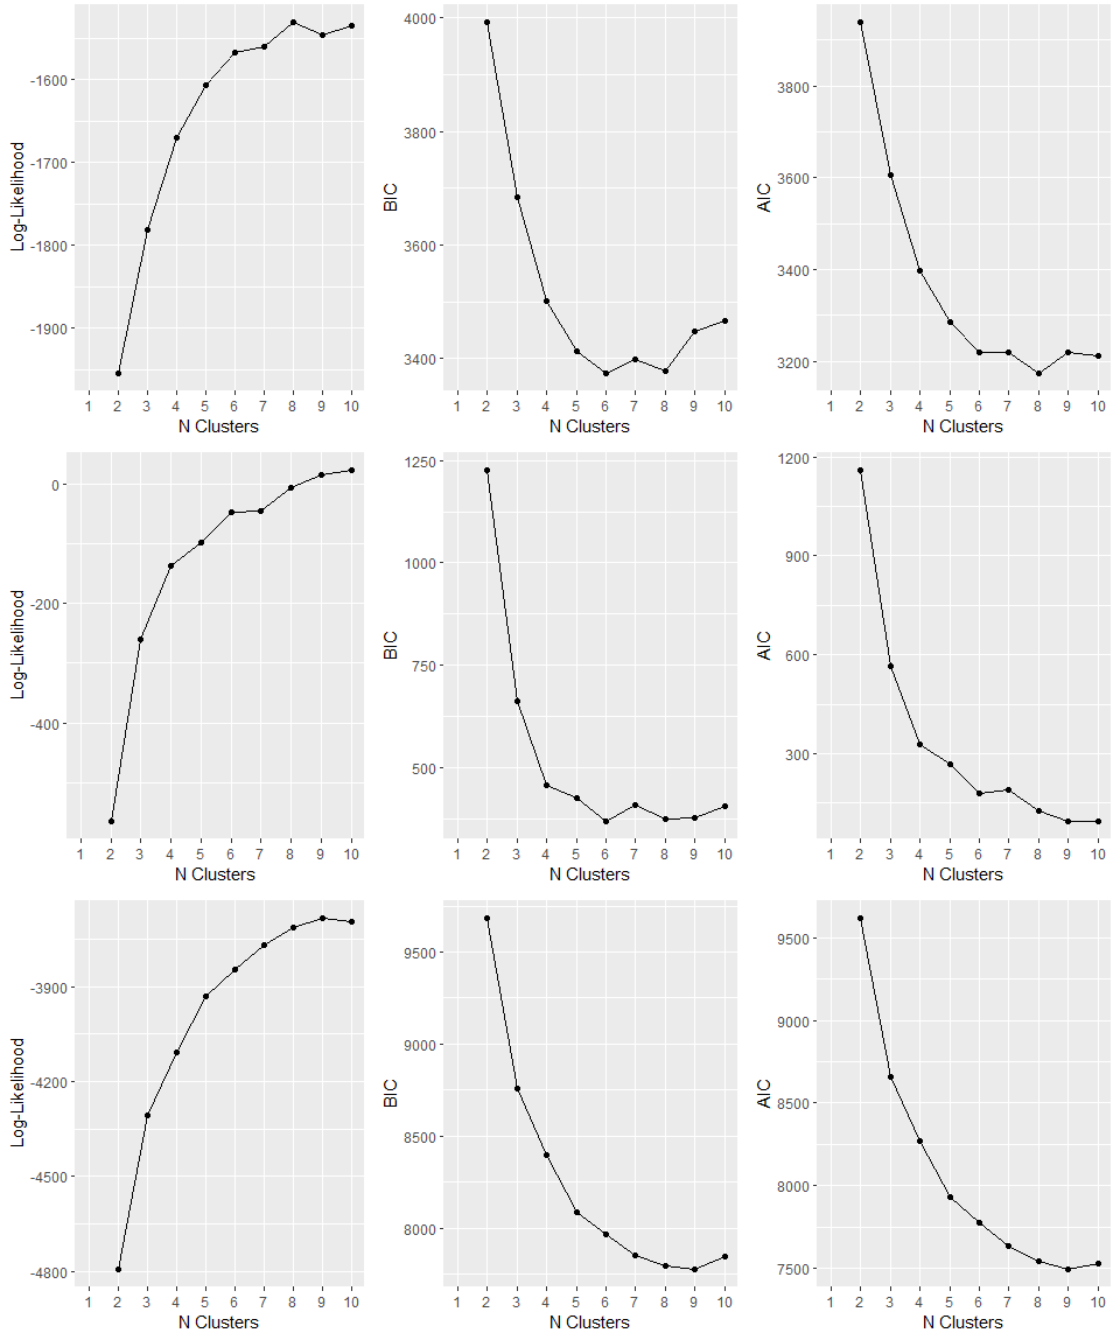 Log-Likelihood
-1600
-1700
-1800
-1900
1 2 3 4 5 6 7 8 9 10
N Clusters
BIC
4000
3800
3600
3400
1 2 3 4 5 6 7 8 9 10
N Clusters
AIC
3800
3600
3400
3200
1 2 3 4 5 6 7 8 9 10
N Clusters
Log-Likelihood
0
-200
-400
1 2 3 4 5 6 7 8 9 10
N Clusters
BIC
1250
1000
750
500
1 2 3 4 5 6 7 8 9 10
N Clusters
AIC
1200
900
600
300
1 2 3 4 5 6 7 8 9 10
N Clusters
Log-Likelihood
-3900
-4200
-4500
-4800
1 2 3 4 5 6 7 8 9 10
N Clusters
BIC
9500
9000
8500
8000
1 2 3 4 5 6 7 8 9 10
N Clusters
AIC
9500
9000
8500
8000
7500
1 2 3 4 5 6 7 8 9 10
N Clusters